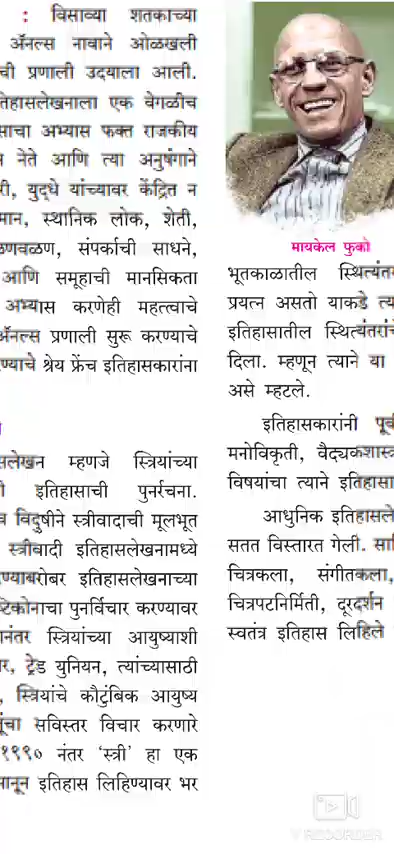 : विसाव्या शतकाच्या
ॲनल्स नावाने ओळखली
ची प्रणाली उदयाला आली.
तिहासलेखनाला एक वेगळीच
साचा अभ्यास फक्त राजकीय
नेते आणि त्या अनुषंगाने
री, युद्धे यांच्यावर केंद्रित न
मान, स्थानिक लोक, शेती,
ळणवळण, संपर्काची साधने,
आणि समूहाची मानसिकता
अभ्यास करणेही महत्त्वाचे
ॲनल्स प्रणाली सुरू करण्याचे
ण्याचे श्रेय फ्रेंच इतिहासकारांना
सलेखन म्हणजे स्त्रियांच्या
इतिहासाची पुनर्रचना.
विदुषीने स्त्रीवादाची मूलभूत
स्त्रीवादी इतिहासलेखनामध्ये
ण्याबरोबर इतिहासलेखनाच्या
ष्टिकोनाचा पुनर्विचार करण्यावर
ानंतर स्त्रियांच्या आयुष्याशी
र, ट्रेड युनियन, त्यांच्यासाठी
, स्त्रियांचे कौटुंबिक आयुष्य
ूंचा सविस्तर विचार करणारे
१९९० नंतर ‘स्त्री’ हा एक
मानून इतिहास लिहिण्यावर भर
मायकेल फुको
भूतकाळातील स्थित्यंत
प्रयत्न असतो याकडे त्य
इतिहासातील स्थित्यंतरां
दिला. म्हणून त्याने या
असे म्हटले.
इतिहासकारांनी पूर्व
मनोविकृती, वैद्यकशास्त्र
विषयांचा त्याने इतिहासा
आधुनिक इतिहासले
सतत विस्तारत गेली. सा
चित्रकला, संगीतकला,
चित्रपटनिर्मिती, दूरदर्शन
स्वतंत्र इतिहास लिहिले
V RECORDER